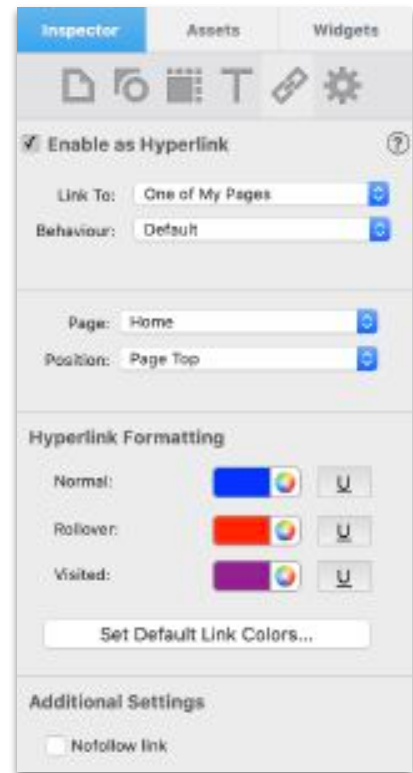 Inspector Assets Widgets
T
Enable as Hyperlink ?
Link To: One of My Pages
Behaviour: Default
Page: Home
Position: Page Top
Hyperlink Formatting
Normal: U
Rollover: U
Visited: U
Set Default Link Colors...
Additional Settings
Nofollow link